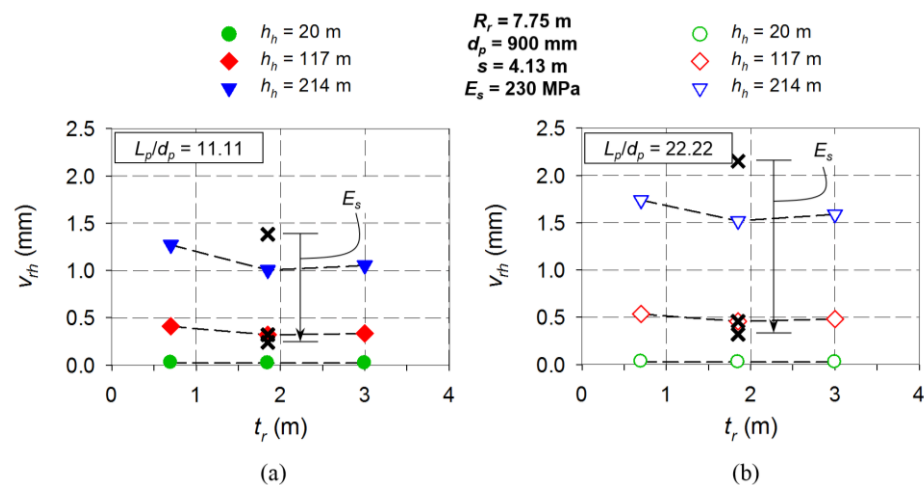 h_h = 20 m
h_h = 117 m
h_h = 214 m
R_r = 7.75 m
d_p = 900 mm
s = 4.13 m
E_s = 230 MPa
h_h = 20 m
h_h = 117 m
h_h = 214 m
L_p/d_p = 11.11
E_s
2.5
2.0
1.5
1.0
0.5
0.0
v_rh (mm)
0 1 2 3 4
t_r (m)
(a)
L_p/d_p = 22.22
E_s
2.5
2.0
1.5
1.0
0.5
0.0
v_rh (mm)
0 1 2 3 4
t_r (m)
(b)